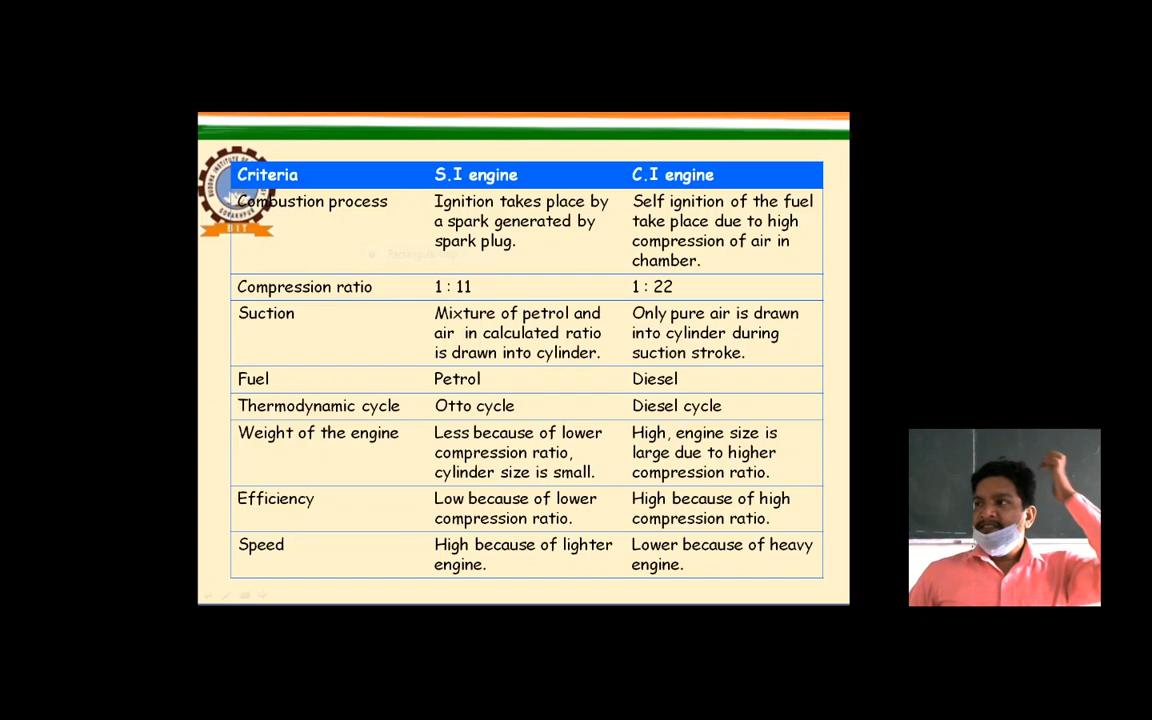 Criteria S.I engine C.I engine
Combustion process Ignition takes place by Self ignition of the fuel
a spark generated by take place due to high
spark plug. compression of air in
chamber.
Compression ratio 1 : 11 1 : 22
Suction Mixture of petrol and Only pure air is drawn
air in calculated ratio into cylinder during
is drawn into cylinder. suction stroke.
Fuel Petrol Diesel
Thermodynamic cycle Otto cycle Diesel cycle
Weight of the engine Less because of lower High, engine size is
compression ratio, large due to higher
cylinder size is small. compression ratio.
Efficiency Low because of lower High because of high
compression ratio. compression ratio.
Speed High because of lighter Lower because of heavy
engine. engine.
BUDDHA INSTITUTE OF
GORAKHPUR
BIT